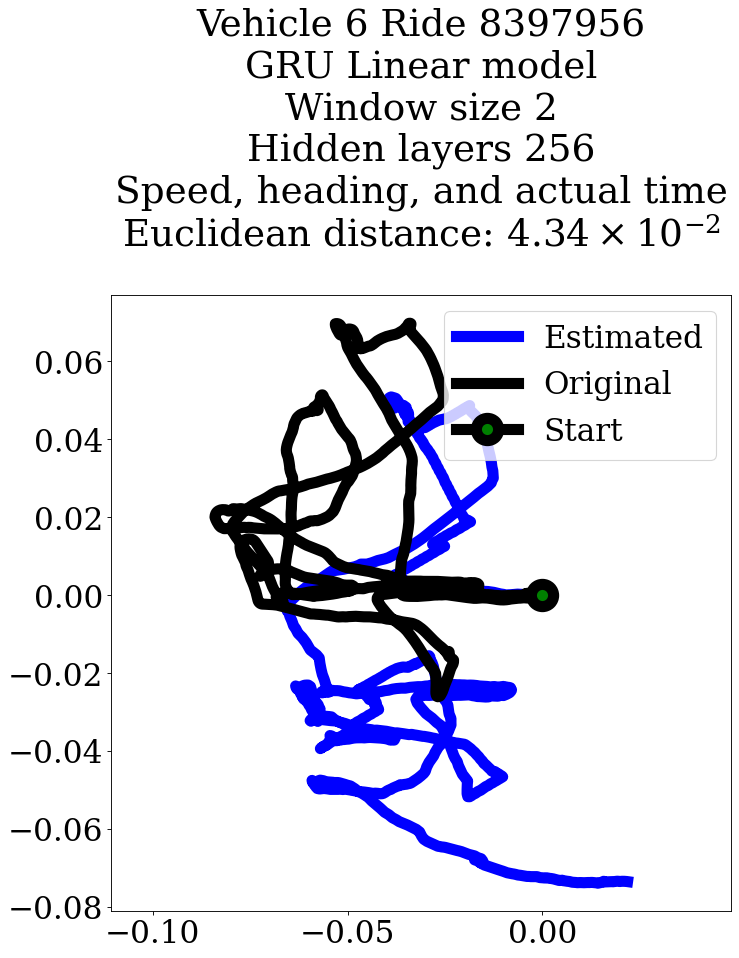 Vehicle 6 Ride 8397956
GRU Linear model
Window size 2
Hidden layers 256
Speed, heading, and actual time
Euclidean distance: 4.34 × 10⁻²
Estimated
Original
Start
0.06
0.04
0.02
0.00
−0.02
−0.04
−0.06
−0.08
−0.10
−0.05
0.00